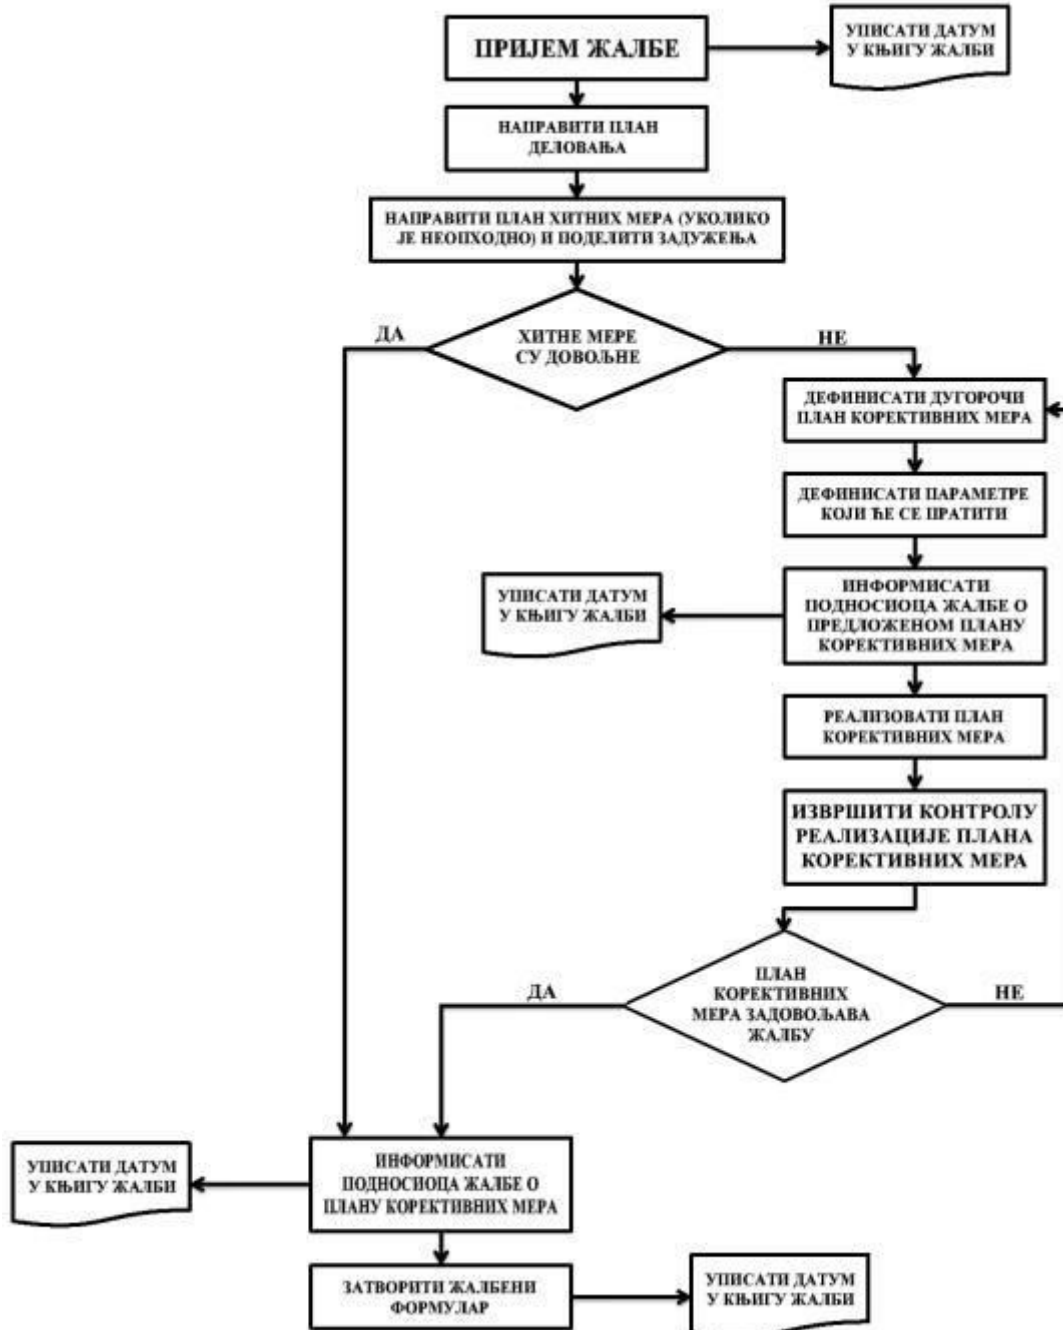 ПРИЈЕМ ЖАЛБЕ
УПИСАТИ ДАТУМ
У КЊИГУ ЖАЛБИ
НАПРАВИТИ ПЛАН
ДЕЛОВАЊА
НАПРАВИТИ ПЛАН ХИТНИХ МЕРА (УКОЛИКО
ЈЕ НЕОПХОДНО) И ПОДЕЛИТИ ЗАДУЖЕЊА
ДА
ХИТНЕ МЕРЕ
СУ ДОВОЉНЕ
НЕ
ДЕФИНИСАТИ ДУГОРОЧИ
ПЛАН КОРЕКТИВНИХ МЕРА
ДЕФИНИСАТИ ПАРАМЕТРЕ
КОЈИ ЋЕ СЕ ПРАТИТИ
УПИСАТИ ДАТУМ
У КЊИГУ ЖАЛБИ
ИНФОРМИСАТИ
ПОДНОСИОЦА ЖАЛБЕ О
ПРЕДЛОЖЕНОМ ПЛАНУ
КОРЕКТИВНИХ МЕРА
РЕАЛИЗОВАТИ ПЛАН
КОРЕКТИВНИХ МЕРА
ИЗВРШИТИ КОНТРОЛУ
РЕАЛИЗАЦИЈЕ ПЛАНА
КОРЕКТИВНИХ МЕРА
ДА
ПЛАН
КОРЕКТИВНИХ
МЕРА ЗАДОВОЉАВА
ЖАЛБУ
НЕ
УПИСАТИ ДАТУМ
У КЊИГУ ЖАЛБИ
ИНФОРМИСАТИ
ПОДНОСИОЦА ЖАЛБЕ О
ПЛАНУ КОРЕКТИВНИХ МЕРА
ЗАТВОРИТИ ЖАЛБЕНИ
ФОРМУЛАР
УПИСАТИ ДАТУМ
У КЊИГУ ЖАЛБИ